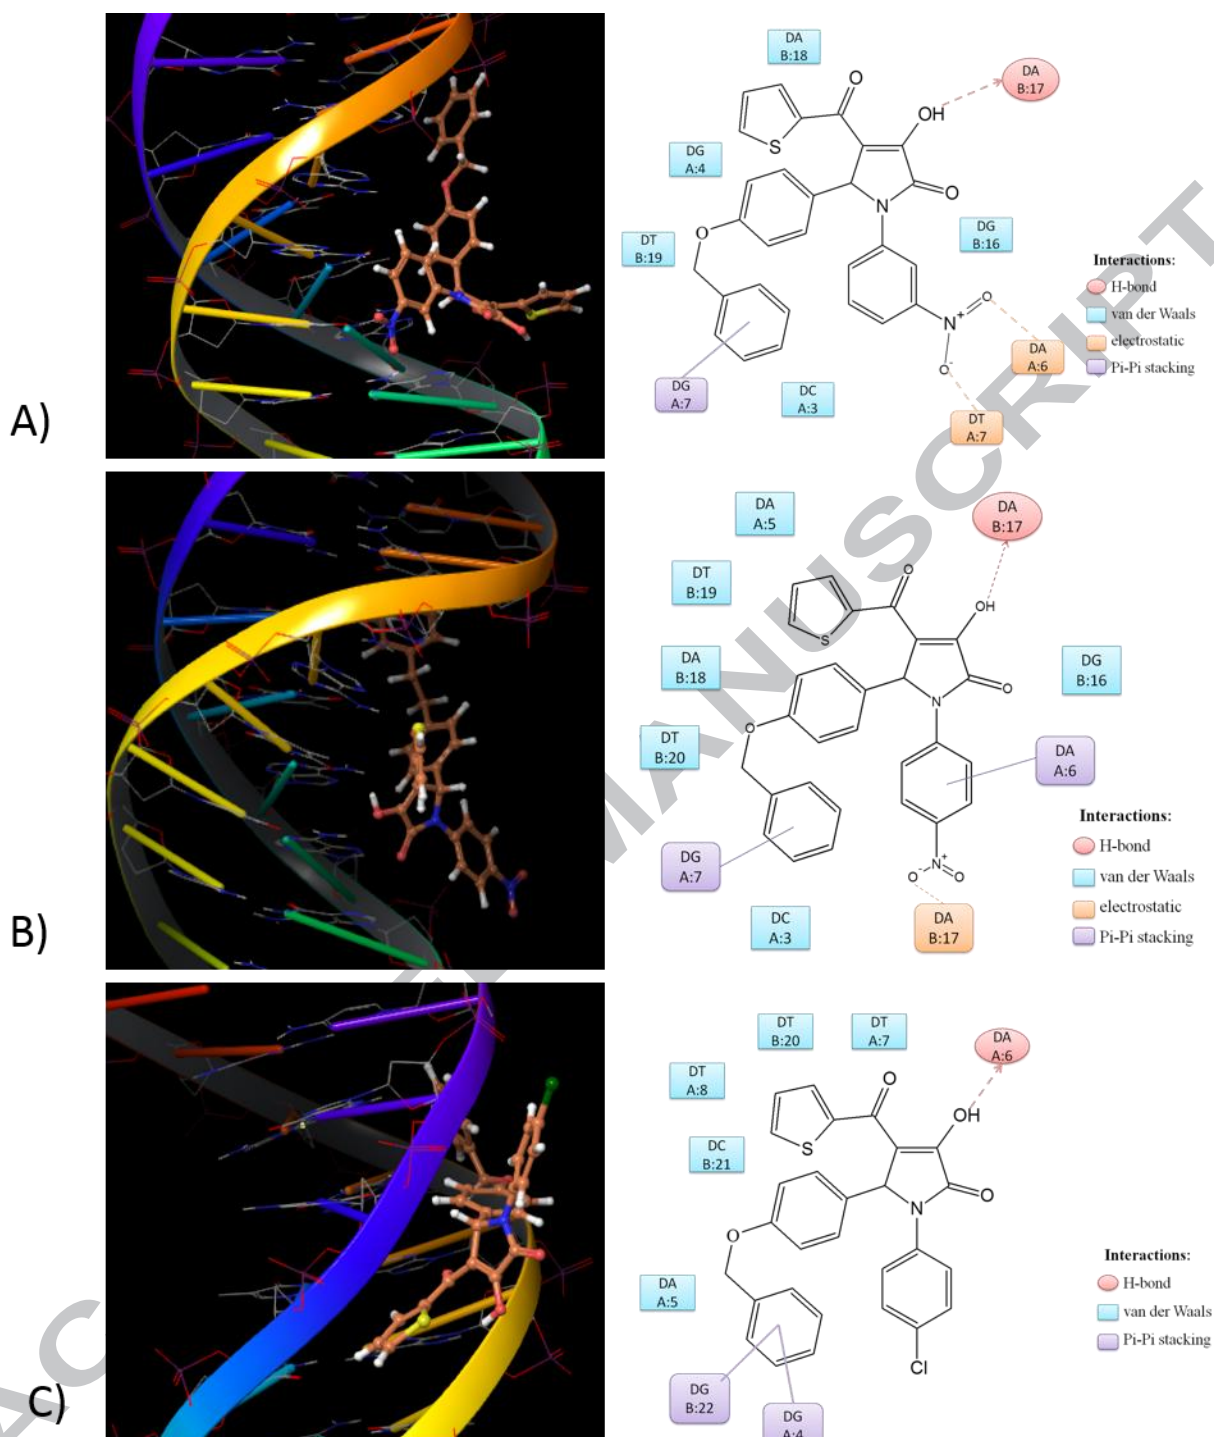 A)
DA
B:18
DA
B:17
O
OH
S
DG
A:4
O
N
DG
B:16
DT
B:19
O
N+
O
O-
DA
A:6
DG
A:7
DC
A:3
DT
A:7
Interactions:
H-bond
van der Waals
electrostatic
Pi-Pi stacking
B)
DA
A:5
DA
B:17
DT
B:19
O
OH
S
DA
B:18
DG
B:16
O
N
DT
B:20
O
DA
A:6
DG
A:7
O-
N+
O
DC
A:3
DA
B:17
Interactions:
H-bond
van der Waals
electrostatic
Pi-Pi stacking
C)
DT
B:20
DT
A:7
DA
A:6
DT
A:8
O
OH
S
DC
B:21
O
N
O
DA
A:5
Cl
DG
B:22
DG
A:4
Interactions:
H-bond
van der Waals
Pi-Pi stacking
MANUSCRIPT